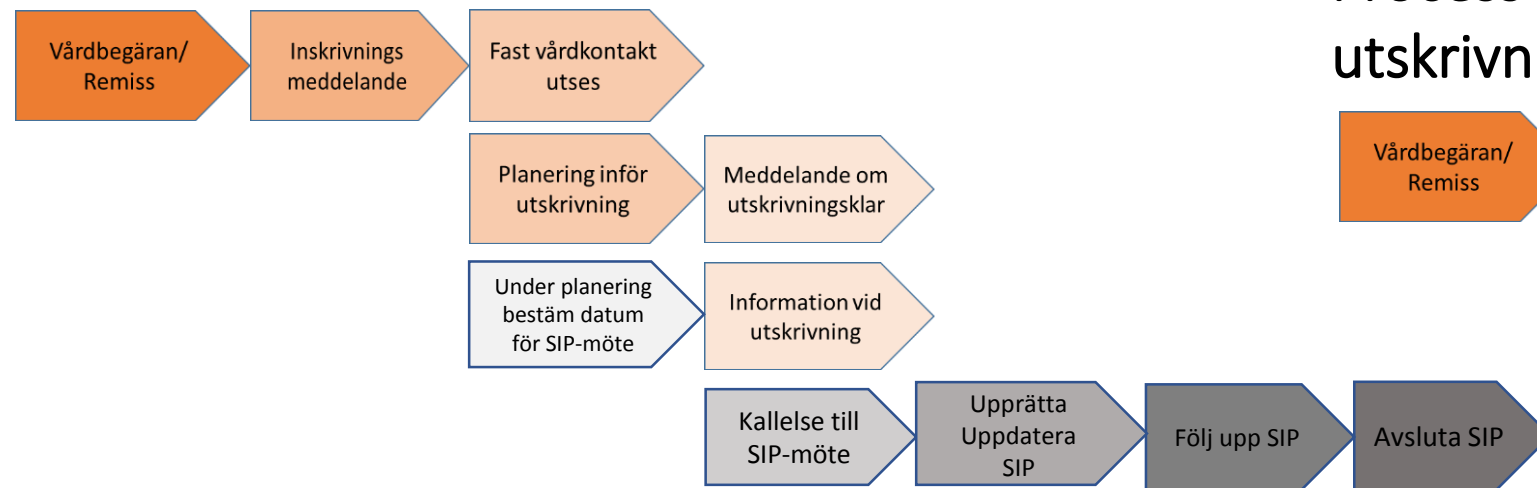 utskrivn
Vårdbegäran/
Remiss
Inskrivnings
meddelande
Fast vårdkontakt
utses
Planering inför
utskrivning
Meddelande om
utskrivningsklar
Vårdbegäran/
Remiss
Under planering
bestäm datum
för SIP-möte
Information vid
utskrivning
Kallelse till
SIP-möte
Upprätta
Uppdatera
SIP
Följ upp SIP
Avsluta SIP